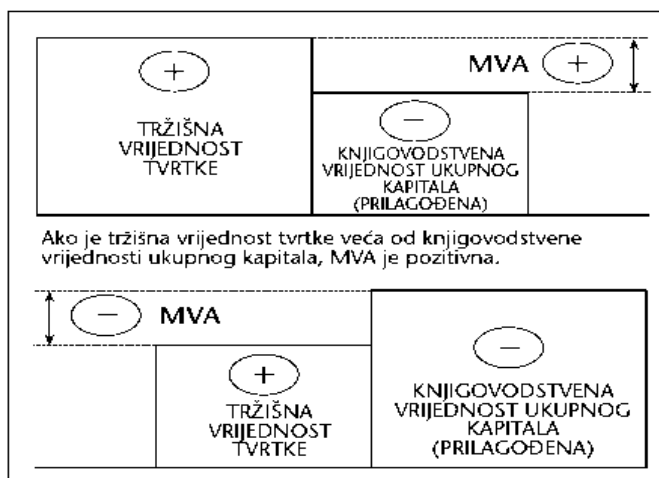 +
MVA +
TRŽIŠNA
VRIJEDNOST
TVRTKE
−
KNJIGOVODSTVENA
VRIJEDNOST UKUPNOG
KAPITALA
(PRILAGOĐENA)
Ako je tržišna vrijednost tvrtke veća od knjigovodstvene
vrijednosti ukupnog kapitala, MVA je pozitivna.
− MVA
+
TRŽIŠNA
VRIJEDNOST
TVRTKE
−
KNJIGOVODSTVENA
VRIJEDNOST UKUPNOG
KAPITALA
(PRILAGOĐENA)